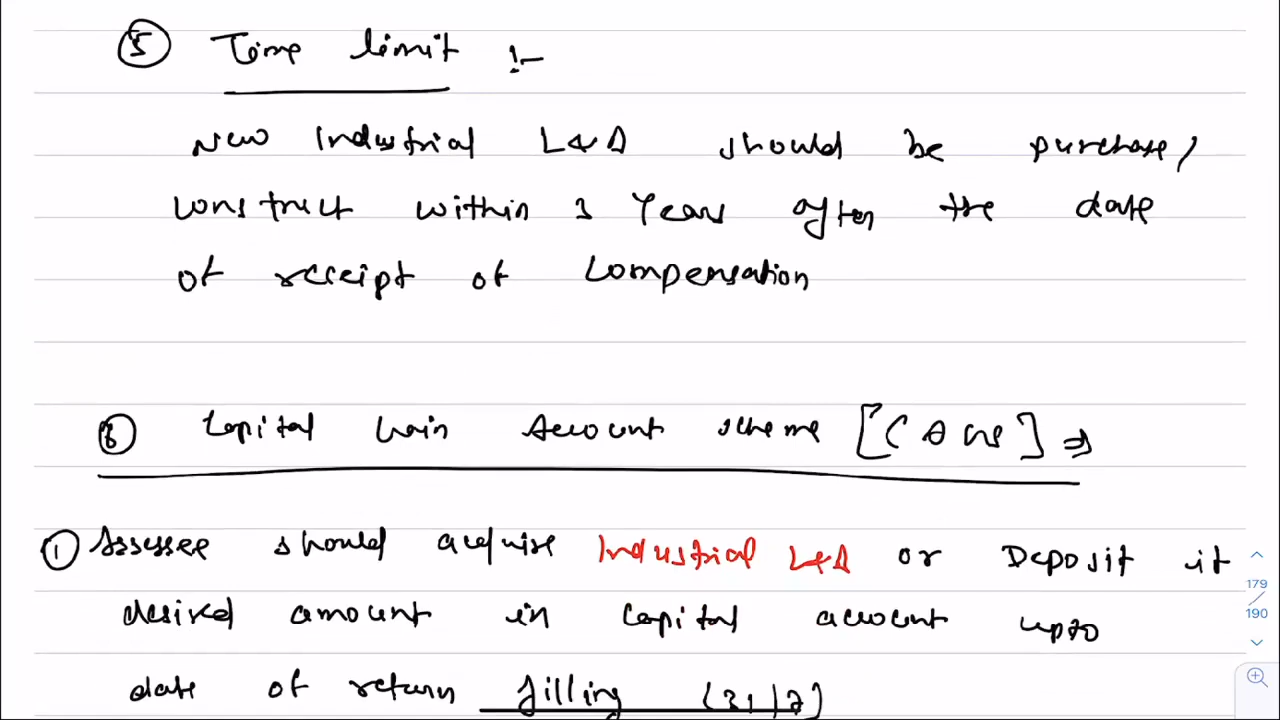 ⑤ Time limit :-
New Industrial L&B should be purchase/
construct within 3 Years after the date
of receipt of compensation
⑥ Capital Gain Account scheme [CAGS] ⇒
① Assessee should acquire Industrial L&B or Deposit it
desired amount in capital account upto
date of return filling (31/7)
179
/
190